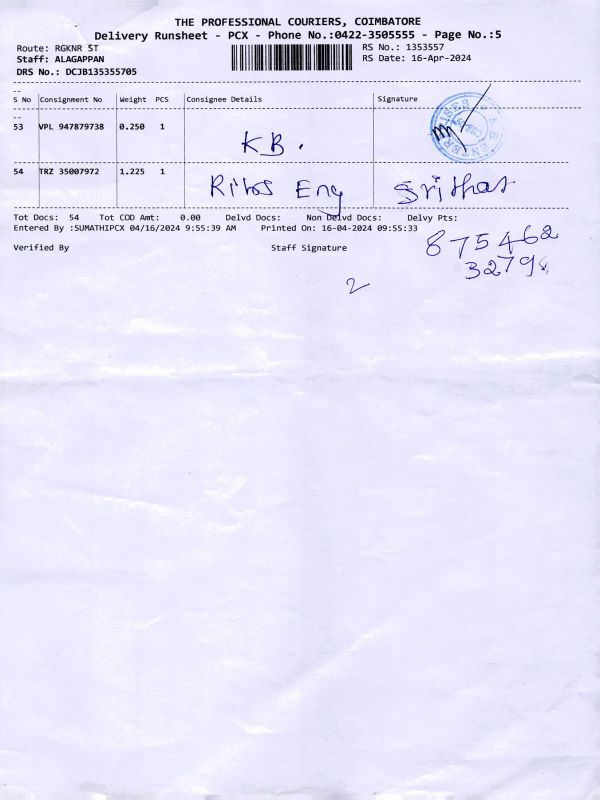 THE PROFESSIONAL COURIERS, COIMBATORE
Delivery Runsheet - PCX - Phone No.:0422-3505555 - Page No.:5
Route: RGKNR ST
RS No.: 1353557
Staff: ALAGAPPAN
RS Date: 16-Apr-2024
DRS No.: DCJB135355705
S No Consignment No Weight PCS Consignee Details Signature
53 VPL 947879738 0.250 1 KB.
54 TRZ 35007972 1.225 1 Eng Srithar
Tot Docs: 54 Tot COD Amt: 0.00 Delvd Docs: Non Delvd Docs: Delvy Pts:
Entered By :SUMATHIPCX 04/16/2024 9:55:39 AM Printed On: 16-04-2024 09:55:33
875462
Verified By Staff Signature
2